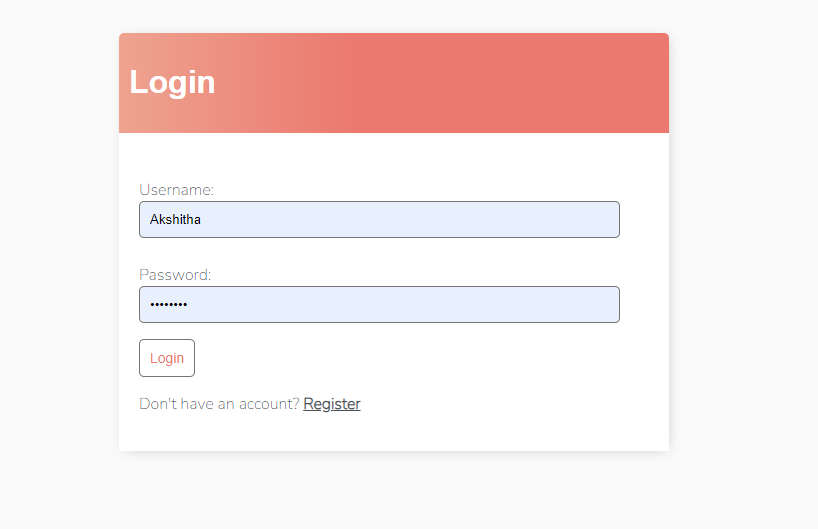 Login
Username:
Akshitha
Password:
••••••••
Login
Don't have an account? Register